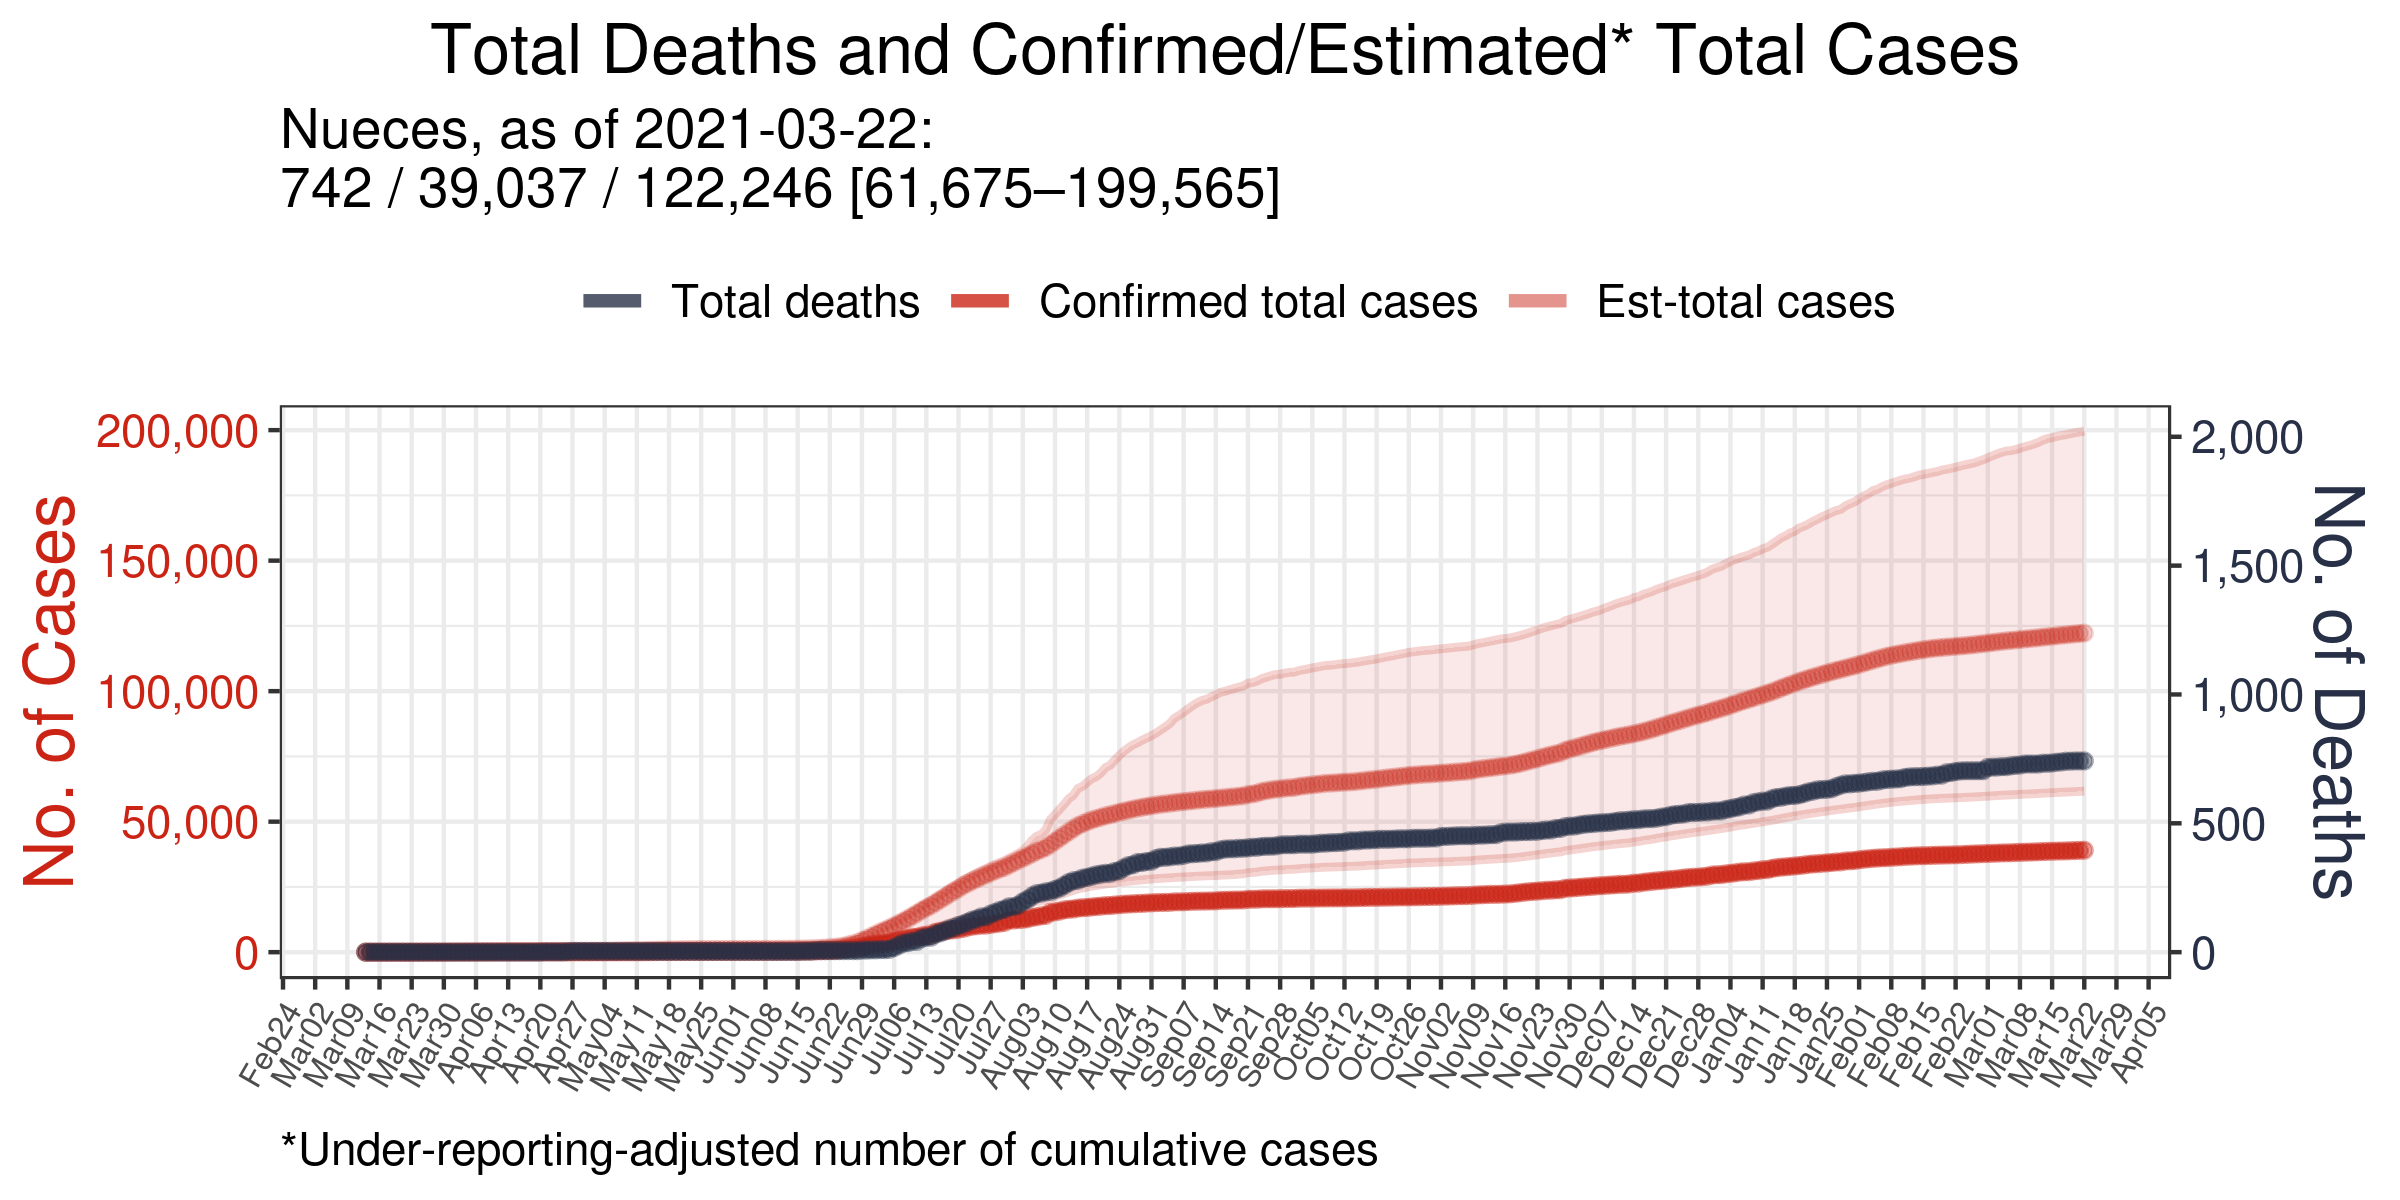 Total Deaths and Confirmed/Estimated* Total Cases
Nueces, as of 2021-03-22:
742 / 39,037 / 122,246 [61,675–199,565]
Total deaths
Confirmed total cases
Est-total cases
No. of Cases
200,000
150,000
100,000
50,000
0
2,000
1,500
1,000
500
0
No. of Deaths
Feb24
Mar02
Mar09
Mar16
Mar23
Mar30
Apr06
Apr13
Apr20
Apr27
May04
May11
May18
May25
Jun01
Jun08
Jun15
Jun22
Jun29
Jul06
Jul13
Jul20
Jul27
Aug03
Aug10
Aug17
Aug24
Aug31
Sep07
Sep14
Sep21
Sep28
Oct05
Oct12
Oct19
Oct26
Nov02
Nov09
Nov16
Nov23
Nov30
Dec07
Dec14
Dec21
Dec28
Jan04
Jan11
Jan18
Jan25
Feb01
Feb08
Feb15
Feb22
Mar01
Mar08
Mar15
Mar22
Mar29
Apr05
*Under-reporting-adjusted number of cumulative cases